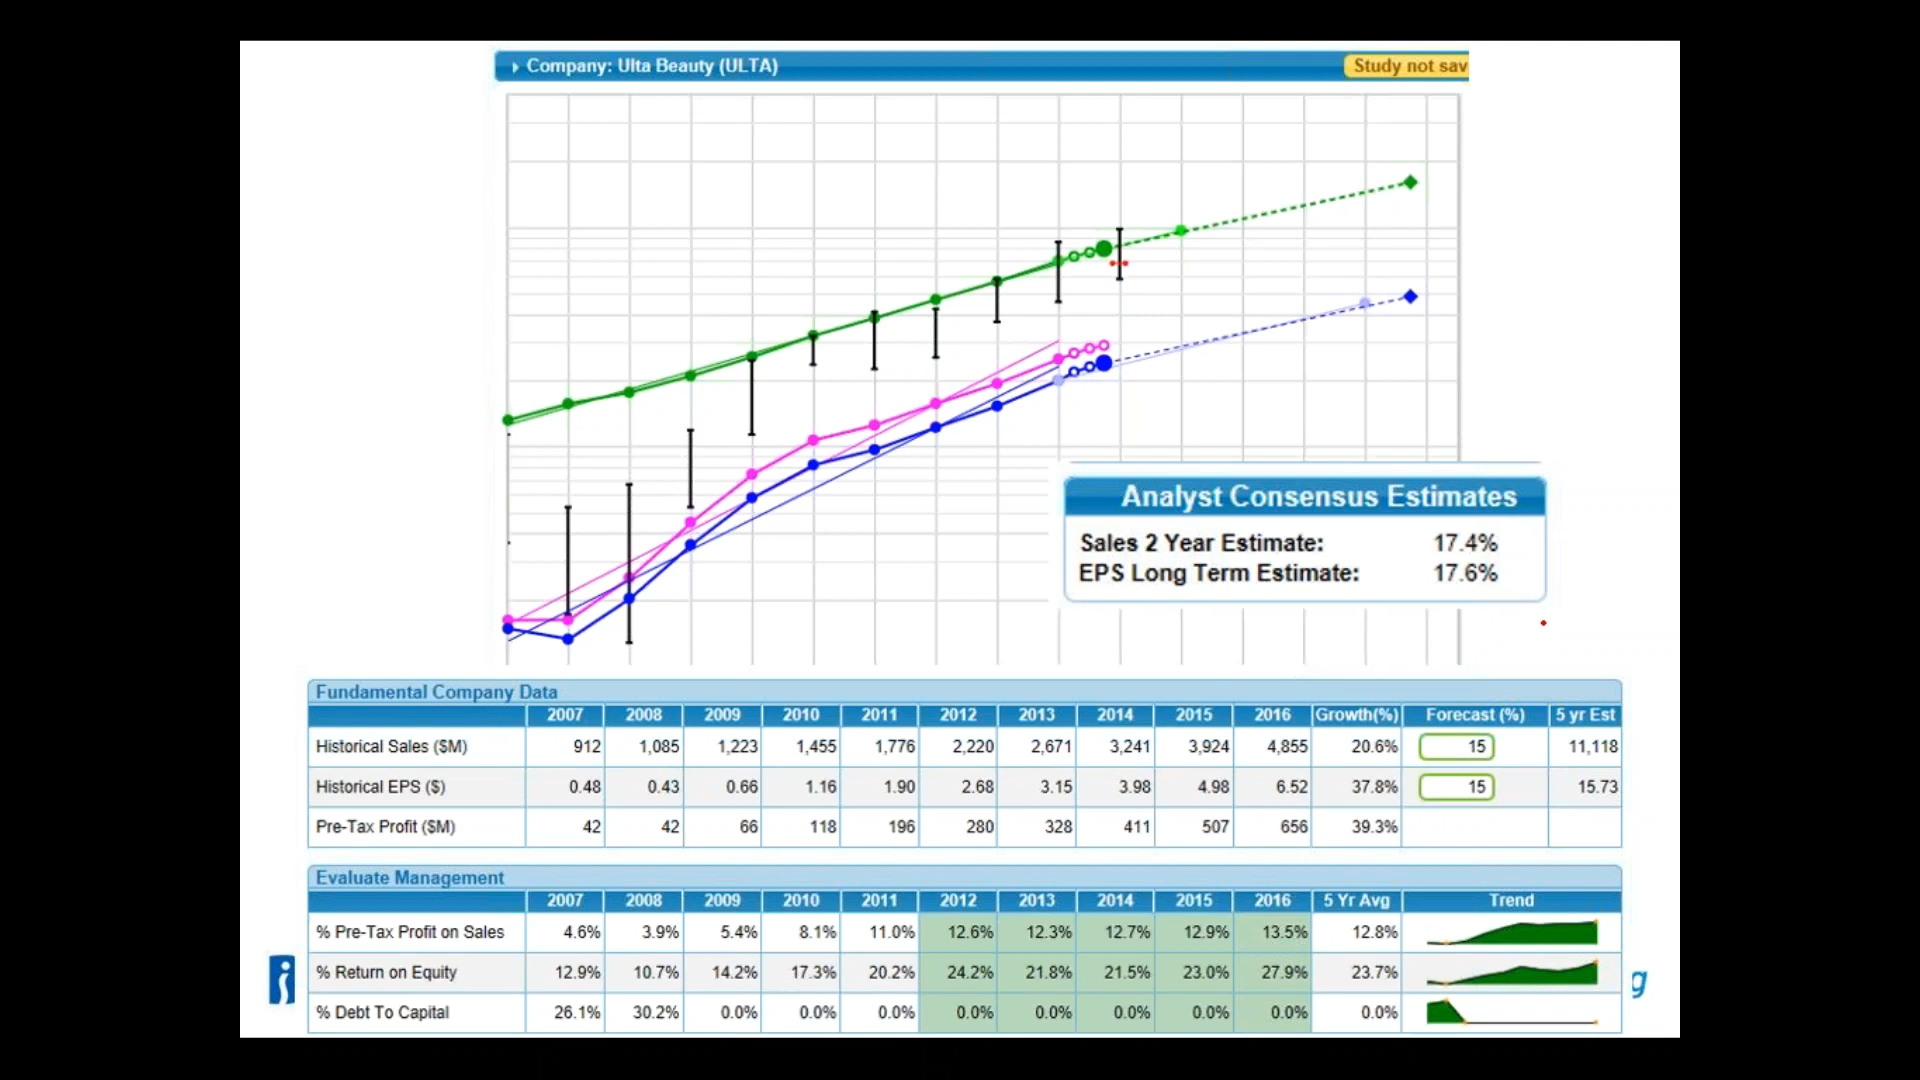 Company: Ulta Beauty (ULTA) Study not sav
Analyst Consensus Estimates
Sales 2 Year Estimate: 17.4%
EPS Long Term Estimate: 17.6%
Fundamental Company Data
2007 2008 2009 2010 2011 2012 2013 2014 2015 2016 Growth(%) Forecast (%) 5 yr Est
Historical Sales ($M) 912 1,085 1,223 1,455 1,776 2,220 2,671 3,241 3,924 4,855 20.6% 15 11,118
Historical EPS ($) 0.48 0.43 0.66 1.16 1.90 2.68 3.15 3.98 4.98 6.52 37.8% 15 15.73
Pre-Tax Profit ($M) 42 42 66 118 196 280 328 411 507 656 39.3%
Evaluate Management
2007 2008 2009 2010 2011 2012 2013 2014 2015 2016 5 Yr Avg Trend
% Pre-Tax Profit on Sales 4.6% 3.9% 5.4% 8.1% 11.0% 12.6% 12.3% 12.7% 12.9% 13.5% 12.8%
% Return on Equity 12.9% 10.7% 14.2% 17.3% 20.2% 24.2% 21.8% 21.5% 23.0% 27.9% 23.7%
% Debt To Capital 26.1% 30.2% 0.0% 0.0% 0.0% 0.0% 0.0% 0.0% 0.0% 0.0% 0.0%